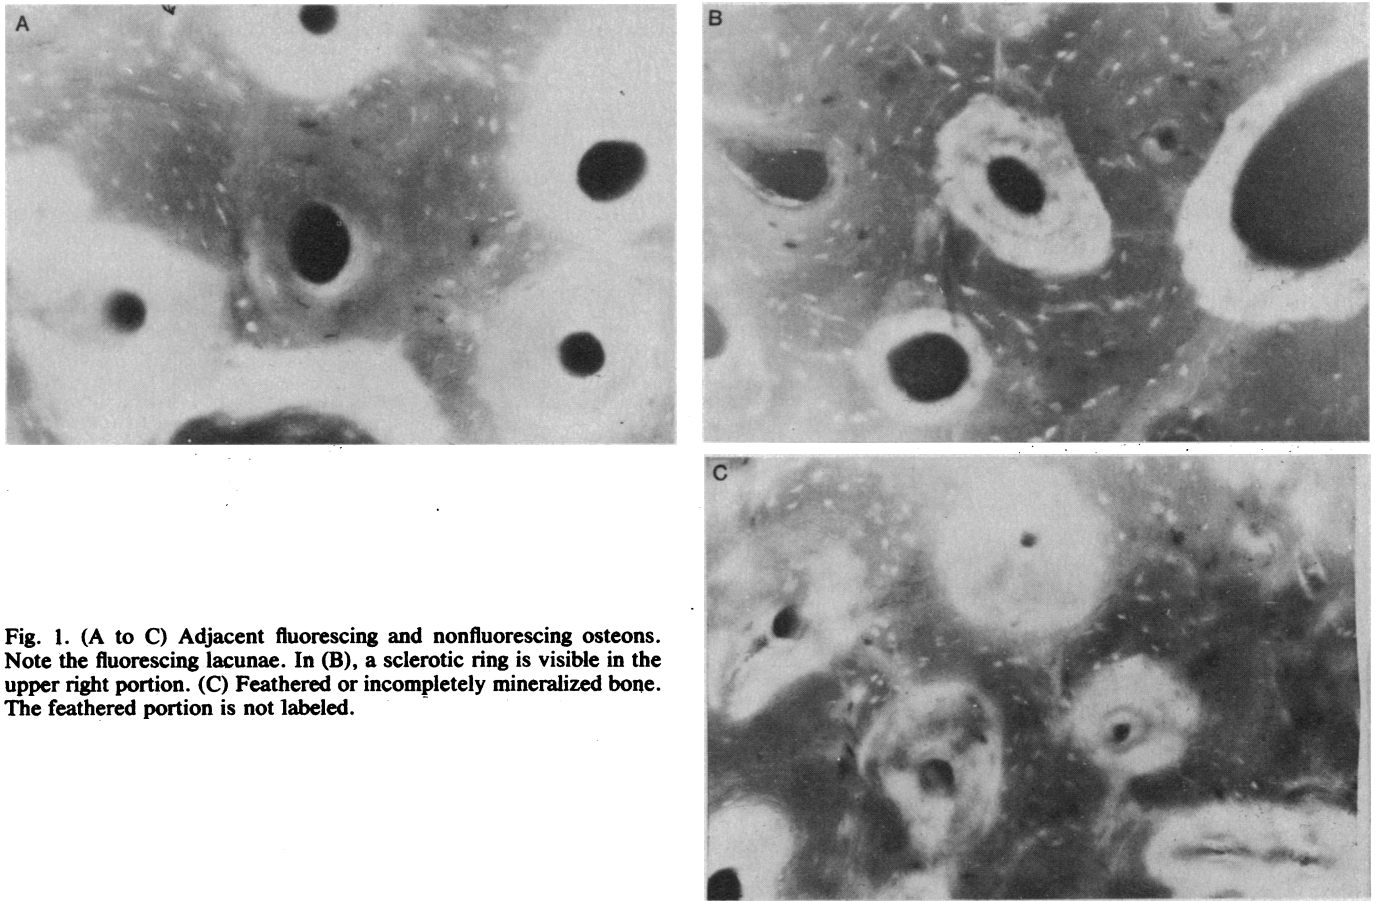 A
B
C
Fig. 1. (A to C) Adjacent fluorescing and nonfluorescing osteons.
Note the fluorescing lacunae. In (B), a sclerotic ring is visible in the
upper right portion. (C) Feathered or incompletely mineralized bone.
The feathered portion is not labeled.